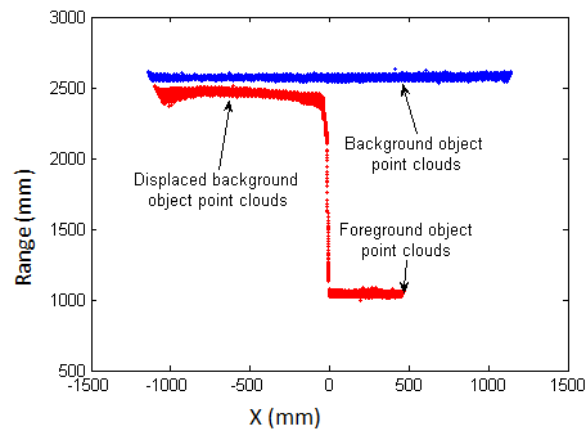 3000
2500
2000
1500
1000
500
Range (mm)
Background object
point clouds
Displaced background
object point clouds
Foreground object
point clouds
-1500
-1000
-500
0
500
1000
1500
X (mm)